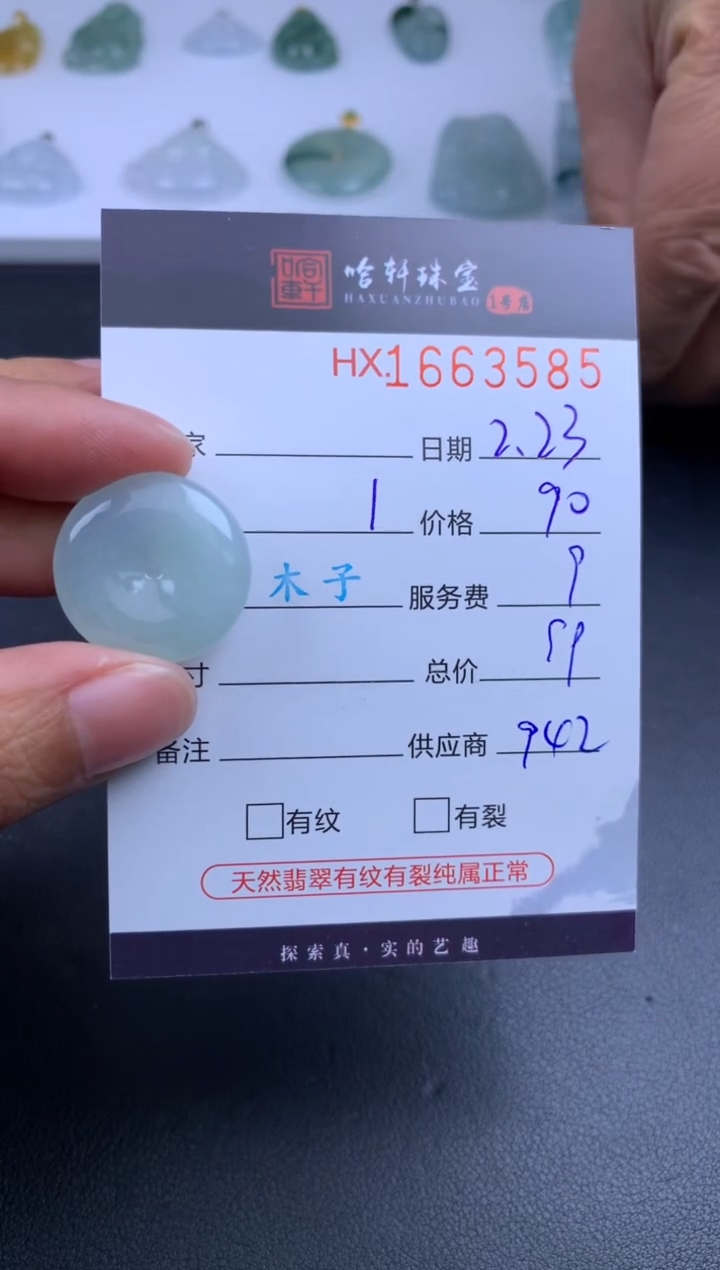 哈轩
哈轩珠宝
HAXUANZHUBAO 1号店
HX.1663585
家 日期 2.23
1 价格 90
木子 服务费 9
寸 总价
备注 供应商 942
有纹 有裂
天然翡翠有纹有裂纯属正常
探索真·实的艺趣